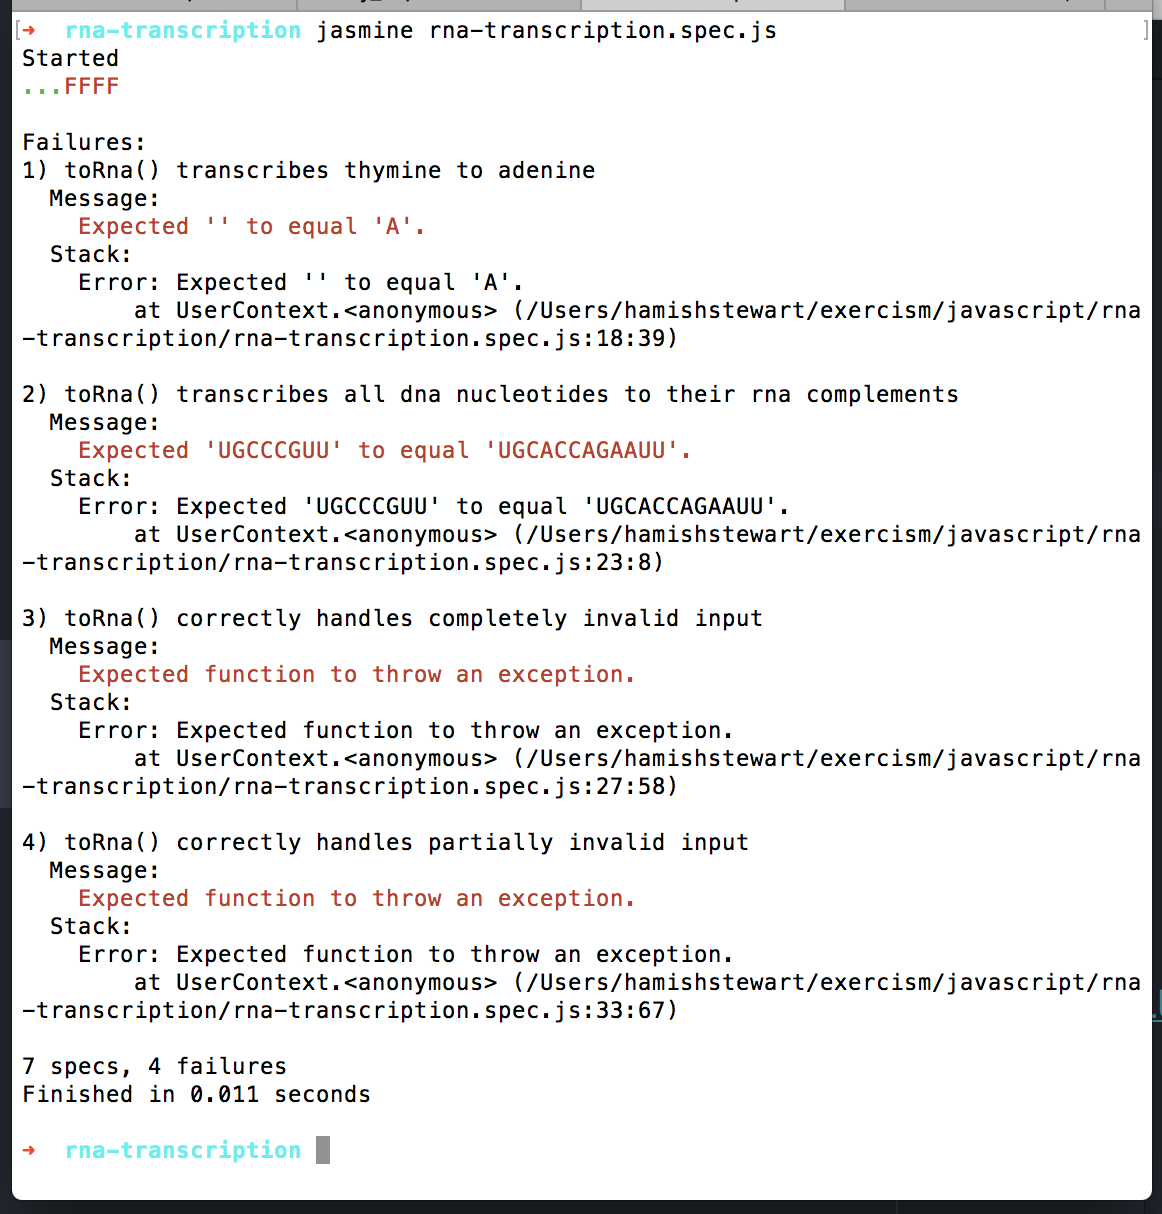 [➜  rna-transcription jasmine rna-transcription.spec.js ]
Started
...FFFF

Failures:
1) toRna() transcribes thymine to adenine
  Message:
    Expected '' to equal 'A'.
  Stack:
    Error: Expected '' to equal 'A'.
        at UserContext.<anonymous> (/Users/hamishstewart/exercism/javascript/rna
-transcription/rna-transcription.spec.js:18:39)

2) toRna() transcribes all dna nucleotides to their rna complements
  Message:
    Expected 'UGCCCGUU' to equal 'UGCACCAGAAUU'.
  Stack:
    Error: Expected 'UGCCCGUU' to equal 'UGCACCAGAAUU'.
        at UserContext.<anonymous> (/Users/hamishstewart/exercism/javascript/rna
-transcription/rna-transcription.spec.js:23:8)

3) toRna() correctly handles completely invalid input
  Message:
    Expected function to throw an exception.
  Stack:
    Error: Expected function to throw an exception.
        at UserContext.<anonymous> (/Users/hamishstewart/exercism/javascript/rna
-transcription/rna-transcription.spec.js:27:58)

4) toRna() correctly handles partially invalid input
  Message:
    Expected function to throw an exception.
  Stack:
    Error: Expected function to throw an exception.
        at UserContext.<anonymous> (/Users/hamishstewart/exercism/javascript/rna
-transcription/rna-transcription.spec.js:33:67)

7 specs, 4 failures
Finished in 0.011 seconds

➜  rna-transcription